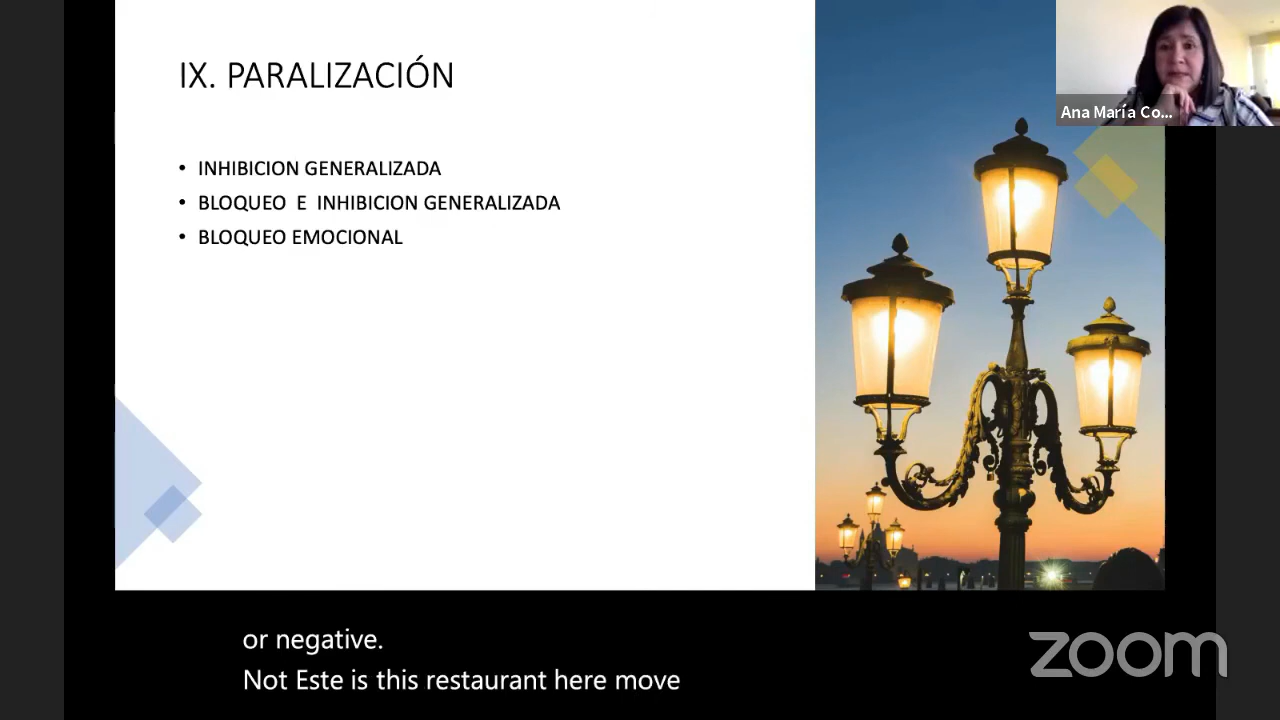 IX. PARALIZACIÓN
• INHIBICION GENERALIZADA
• BLOQUEO E INHIBICION GENERALIZADA
• BLOQUEO EMOCIONAL
Ana María Co...
or negative.
Not Este is this restaurant here move
zoom